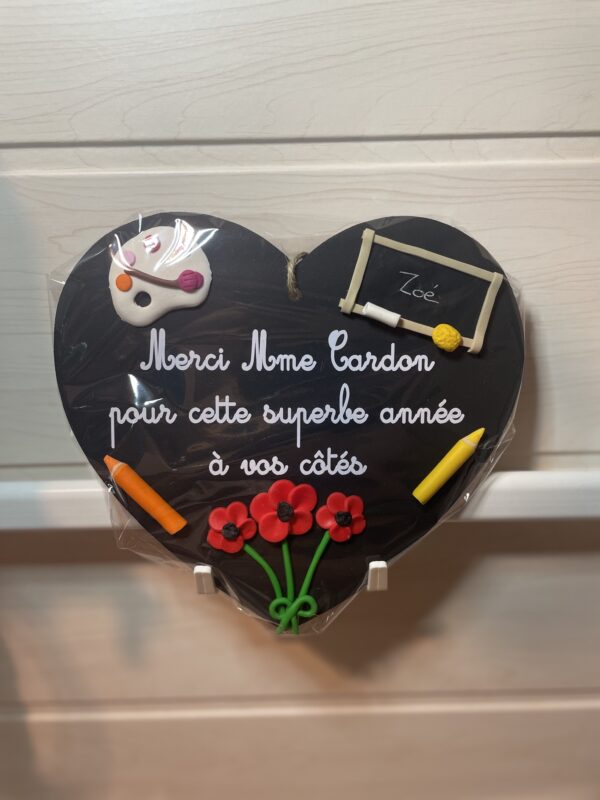 Zoé
Merci Mme Cardon
pour cette superbe année
à vos côtés